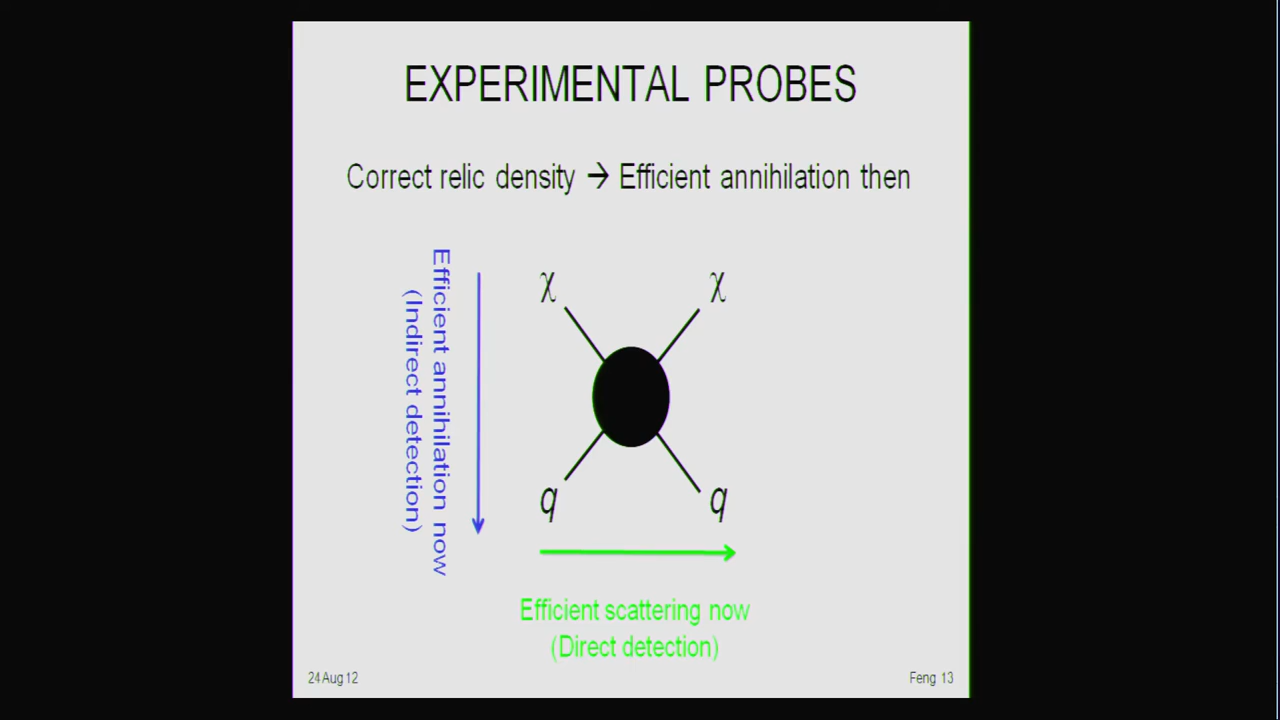 EXPERIMENTAL PROBES
Correct relic density → Efficient annihilation then
Efficient annihilation now
(Indirect detection)
χ χ
q q
Efficient scattering now
(Direct detection)
24 Aug 12
Feng 13